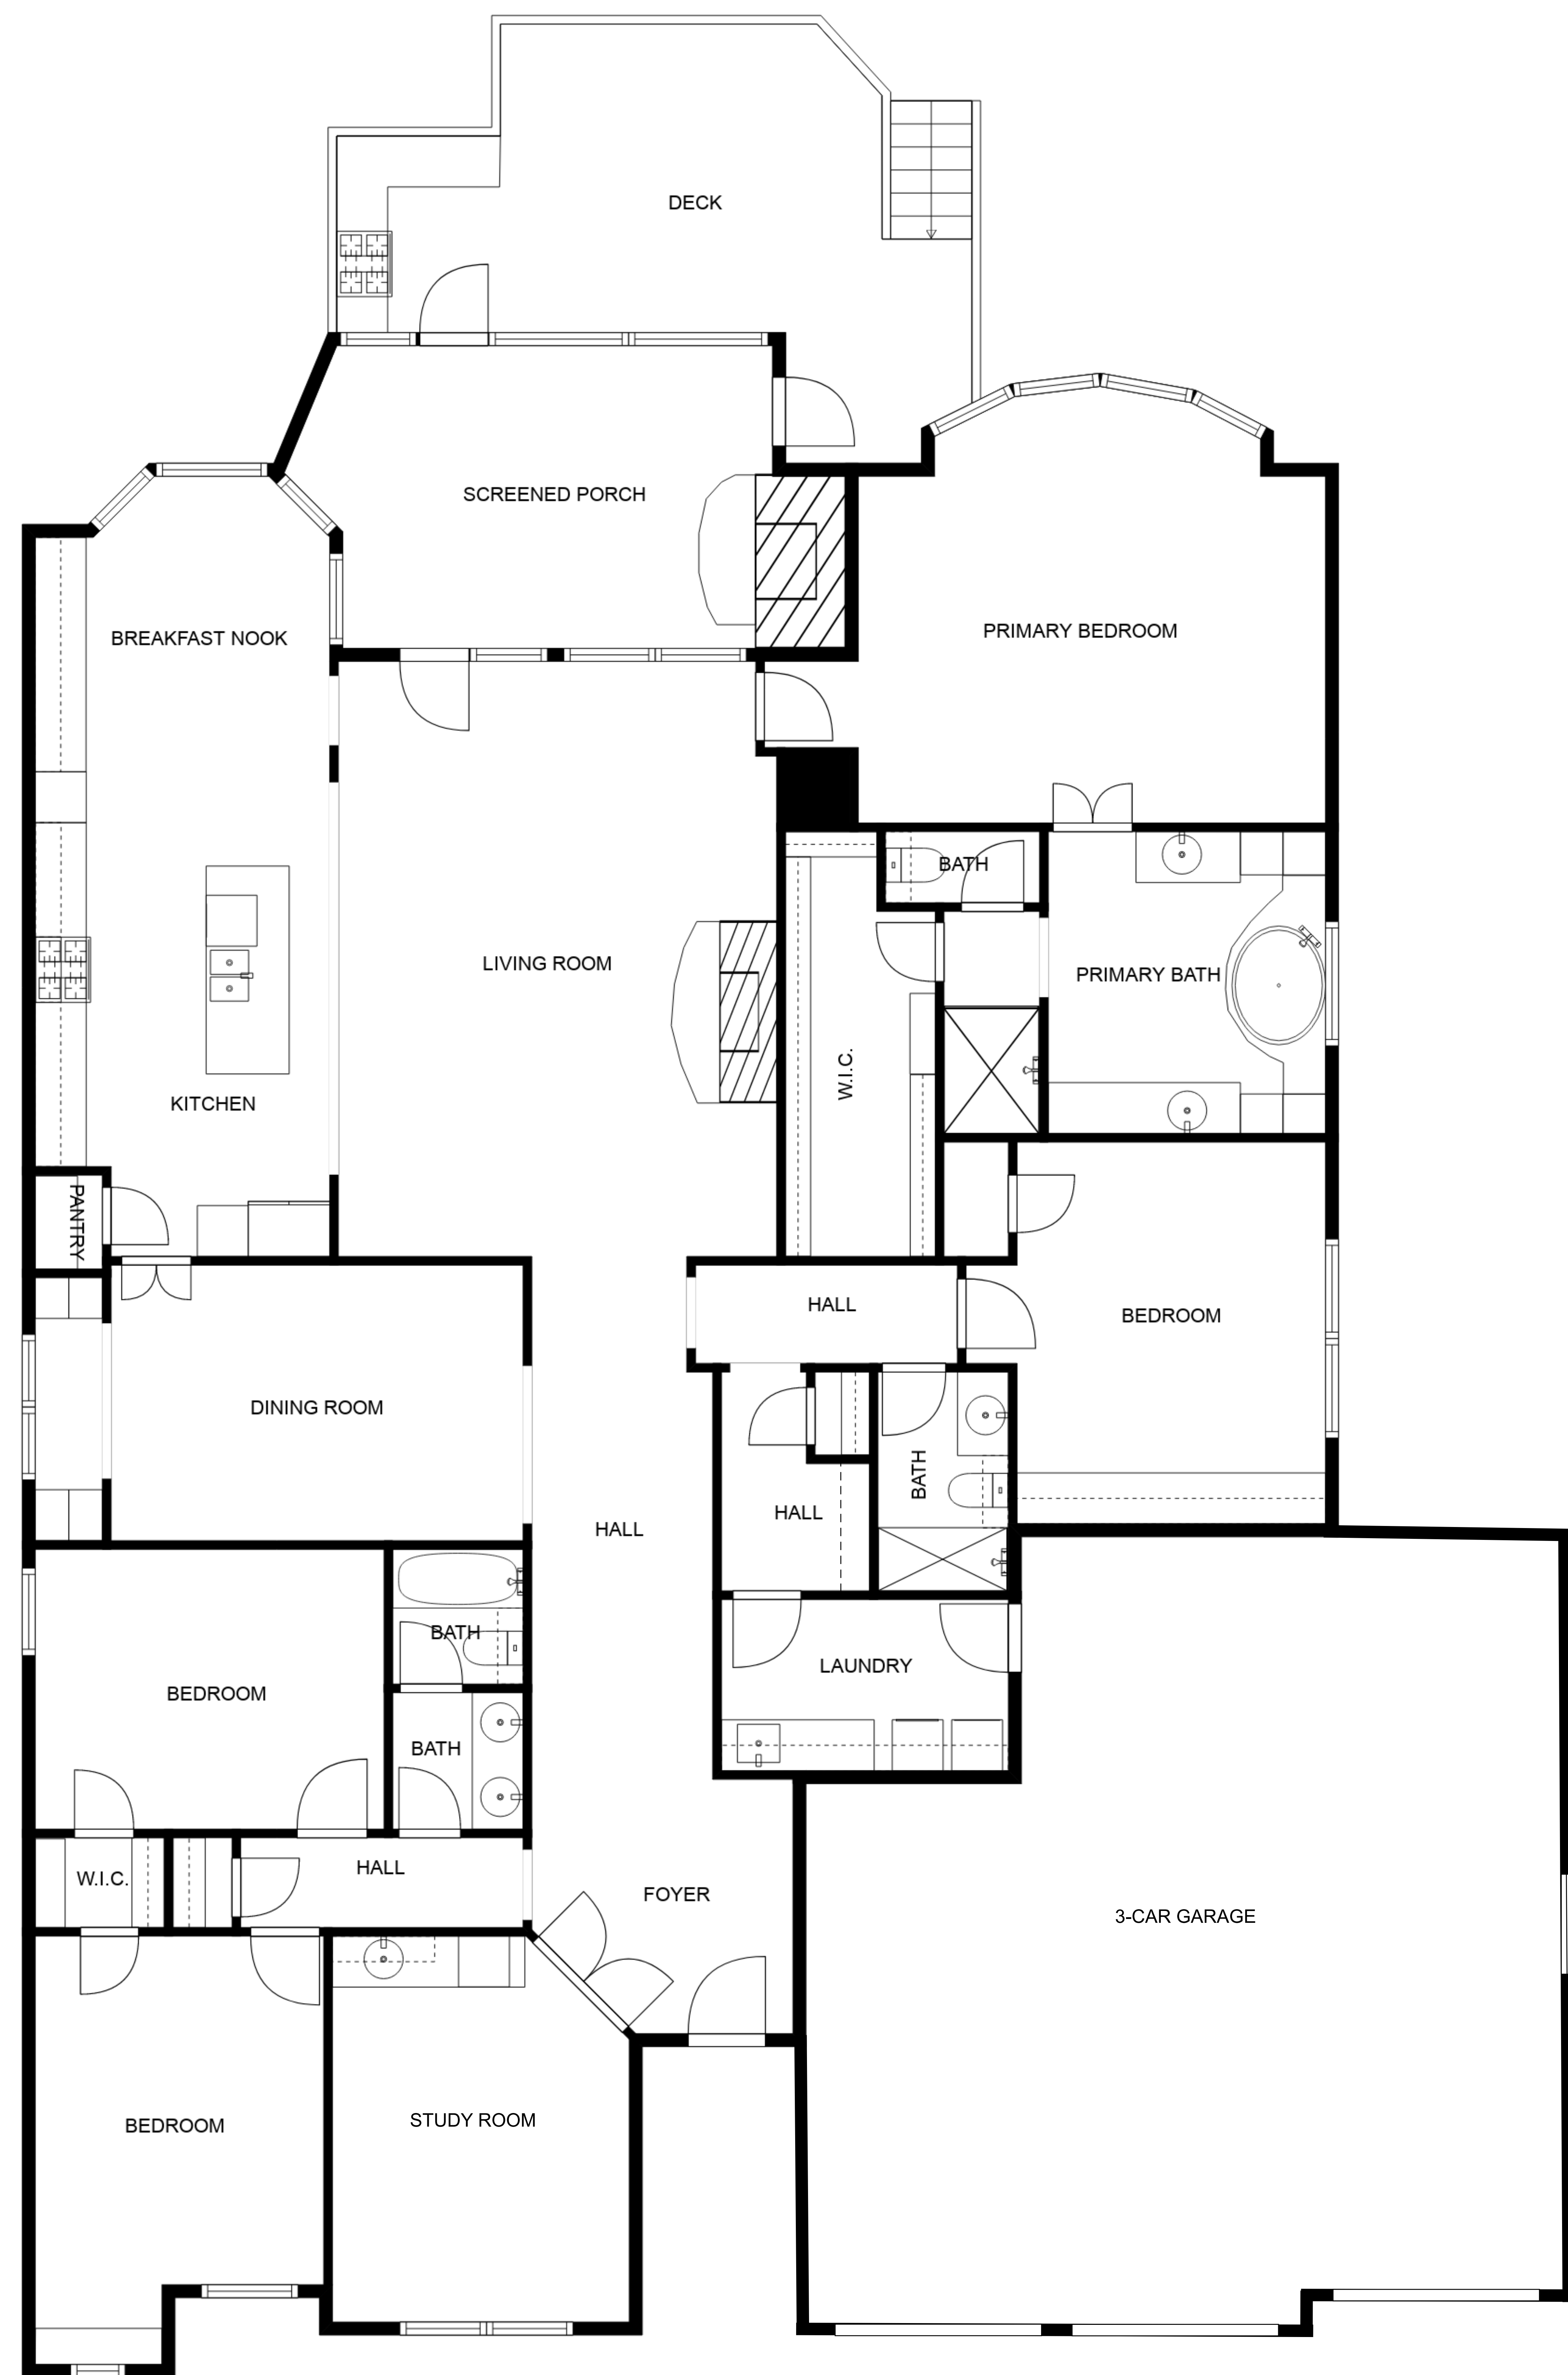 DECK
SCREENED PORCH
BREAKFAST NOOK
PRIMARY BEDROOM
BATH
LIVING ROOM
PRIMARY BATH
W.I.C.
KITCHEN
PANTRY
HALL
BEDROOM
DINING ROOM
BATH
HALL
HALL
BATH
LAUNDRY
BEDROOM
BATH
HALL
W.I.C.
FOYER
3-CAR GARAGE
STUDY ROOM
BEDROOM